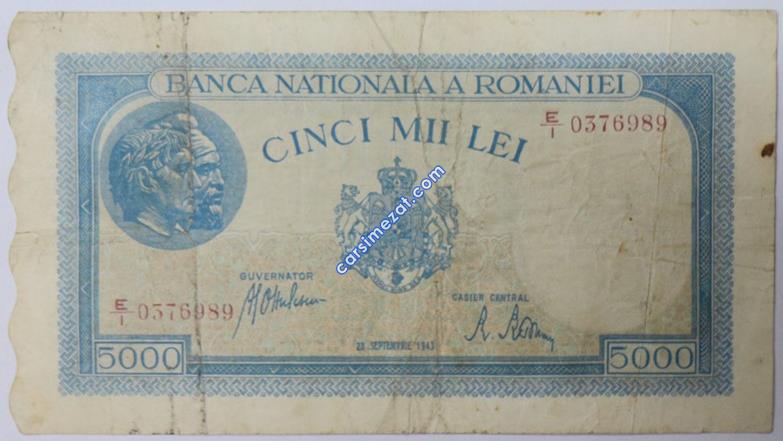 BANCA NATIONALA A ROMANIEI
CINCI MII LEI
E/1 0376989
carsimezat.com
GUVERNATOR
E/1 0376989
CASIER CENTRAL
28 SEPTEMVRIE 1943
5000
5000